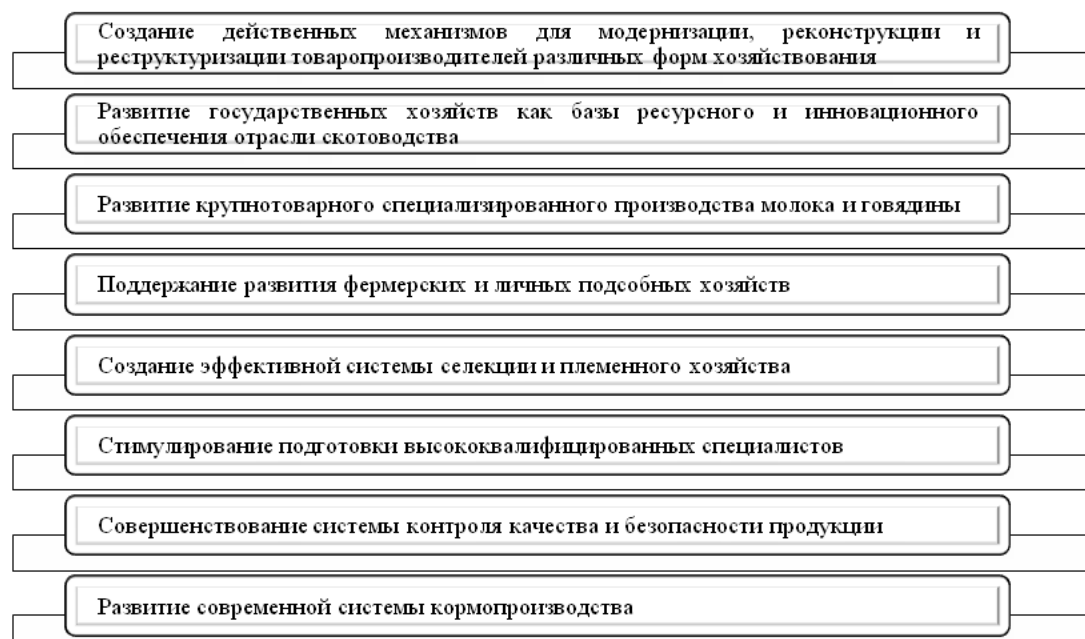 Создание действенных механизмов для модернизации, реконструкции и
реструктуризации товаропроизводителей различных форм хозяйствования
Развитие государственных хозяйств как базы ресурсного и инновационного
обеспечения отрасли скотоводства
Развитие крупнотоварного специализированного производства молока и говядины
Поддержание развития фермерских и личных подсобных хозяйств
Создание эффективной системы селекции и племенного хозяйства
Стимулирование подготовки высококвалифицированных специалистов
Совершенствование системы контроля качества и безопасности продукции
Развитие современной системы кормопроизводства